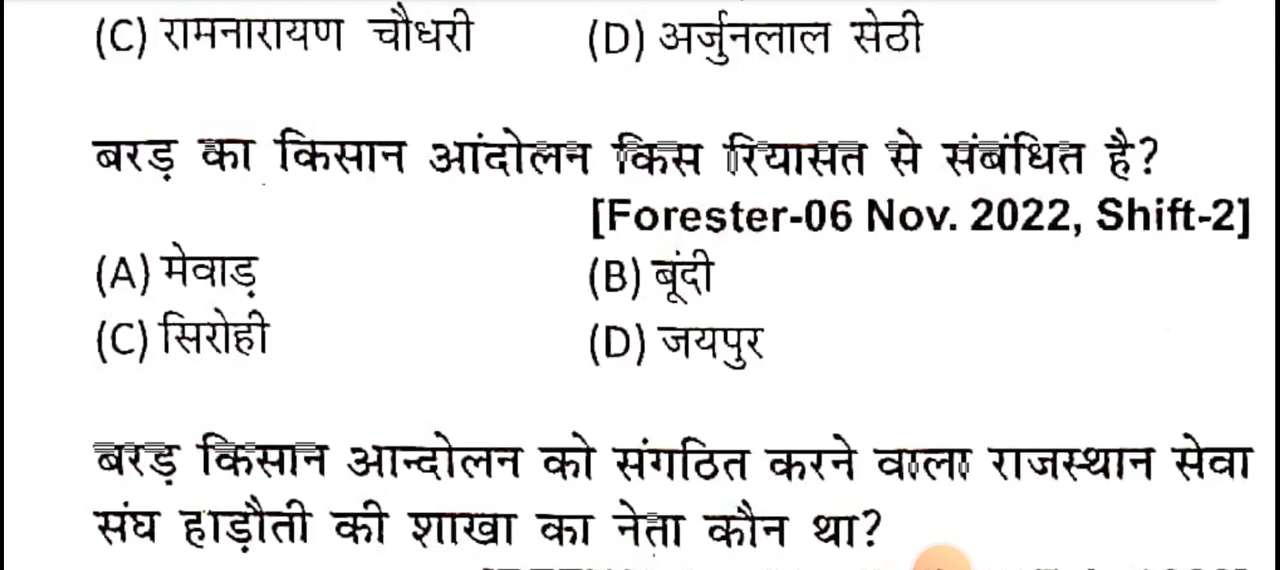 (C) रामनारायण चौधरी (D) अर्जुनलाल सेठी
बरड़ का किसान आंदोलन किस रियासत से संबंधित है?
[Forester-06 Nov. 2022, Shift-2]
(A) मेवाड़ (B) बूंदी
(C) सिरोही (D) जयपुर
बरड़ किसान आन्दोलन को संगठित करने वाला राजस्थान सेवा
संघ हाड़ौती की शाखा का नेता कौन था?